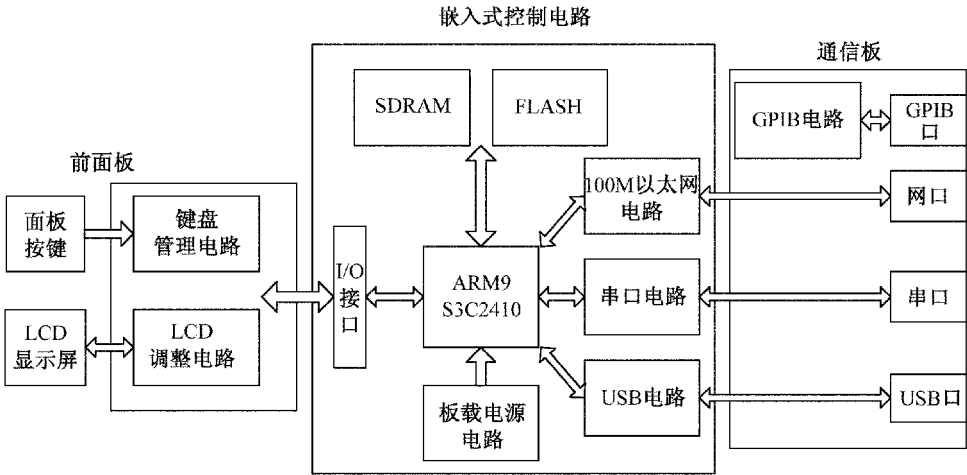 嵌入式控制电路
通信板
SDRAM
FLASH
GPIB电路
GPIB
口
前面板
100M以太网
电路
网口
面板
按键
键盘
管理电路
I/O
接
口
ARM9
S3C2410
串口电路
串口
LCD
显示屏
LCD
调整电路
板载电源
电路
USB电路
USB口